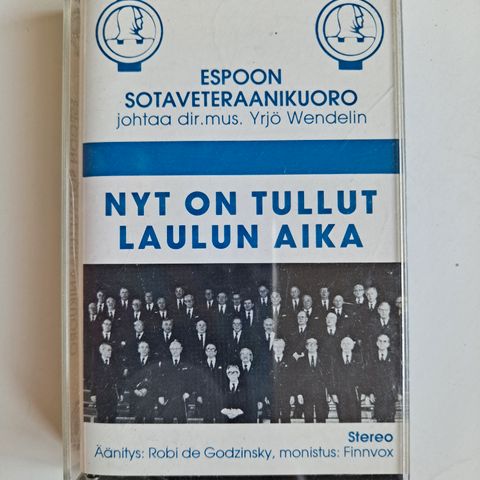 ESPOON
SOTAVETERAANIKUORO
johtaa dir.mus. Yrjö Wendelin
NYT ON TULLUT
LAULUN AIKA
Stereo
Äänitys: Robi de Godzinsky, monistus: Finnvox